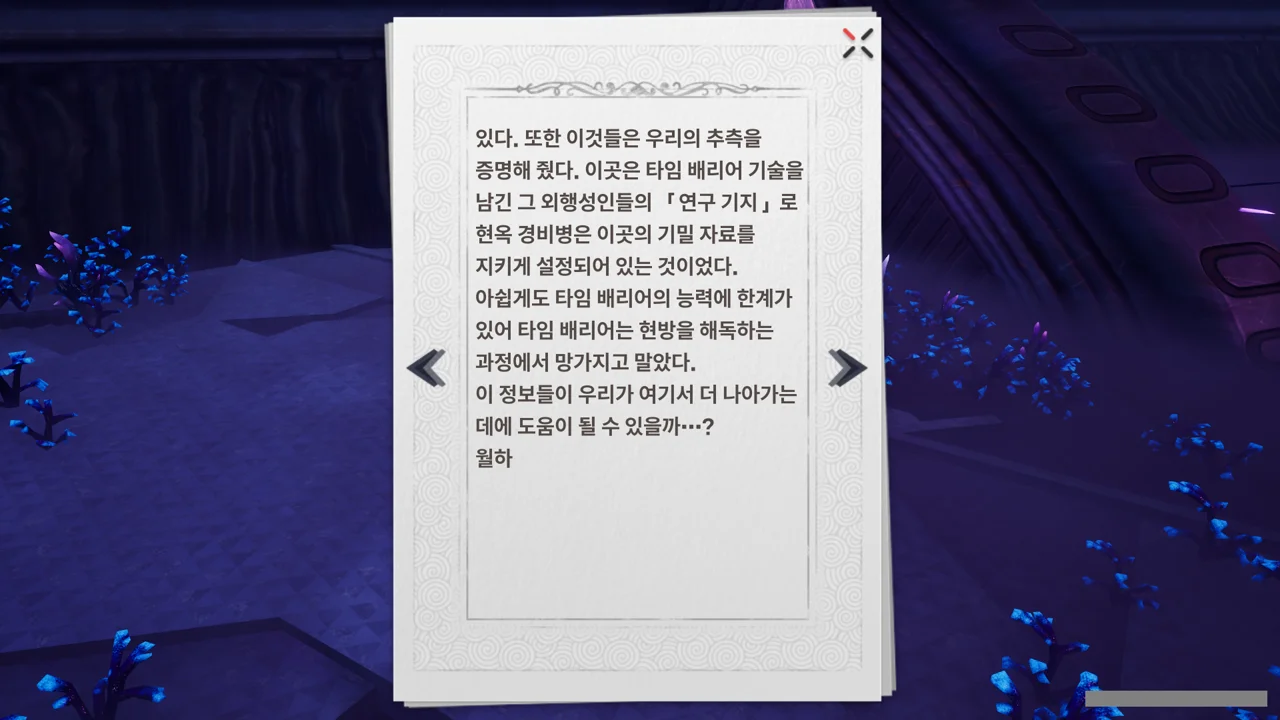 있다. 또한 이것들은 우리의 추측을
증명해 줬다. 이곳은 타임 배리어 기술을
남긴 그 외행성인들의 「연구 기지」로
현옥 경비병은 이곳의 기밀 자료를
지키게 설정되어 있는 것이었다.
아쉽게도 타임 배리어의 능력에 한계가
있어 타임 배리어는 현방을 해독하는
과정에서 망가지고 말았다.
이 정보들이 우리가 여기서 더 나아가는
데에 도움이 될 수 있을까…?
월하